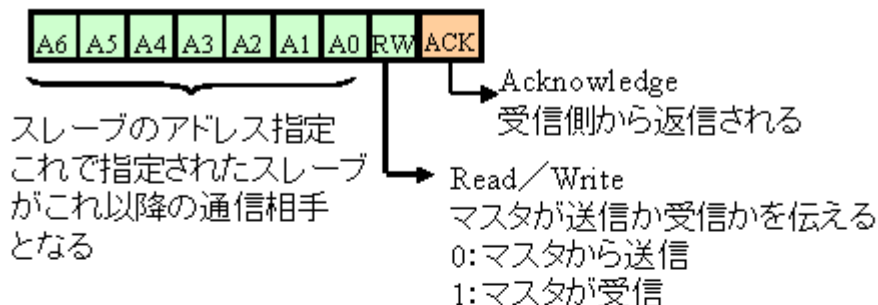 A6 A5 A4 A3 A2 A1 A0 RW ACK
Acknowledge
受信側から返信される
スレーブのアドレス指定
これで指定されたスレーブ
がこれ以降の通信相手
となる
Read／Write
マスタが送信か受信かを伝える
0:マスタから送信
1:マスタが受信